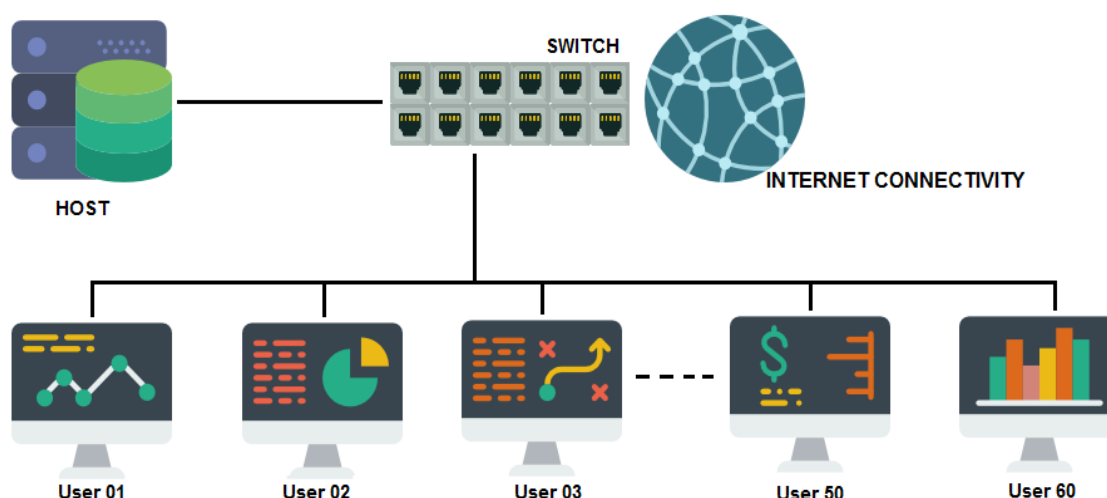 SWITCH
INTERNET CONNECTIVITY
HOST
User 01
User 02
User 03
User 50
User 60